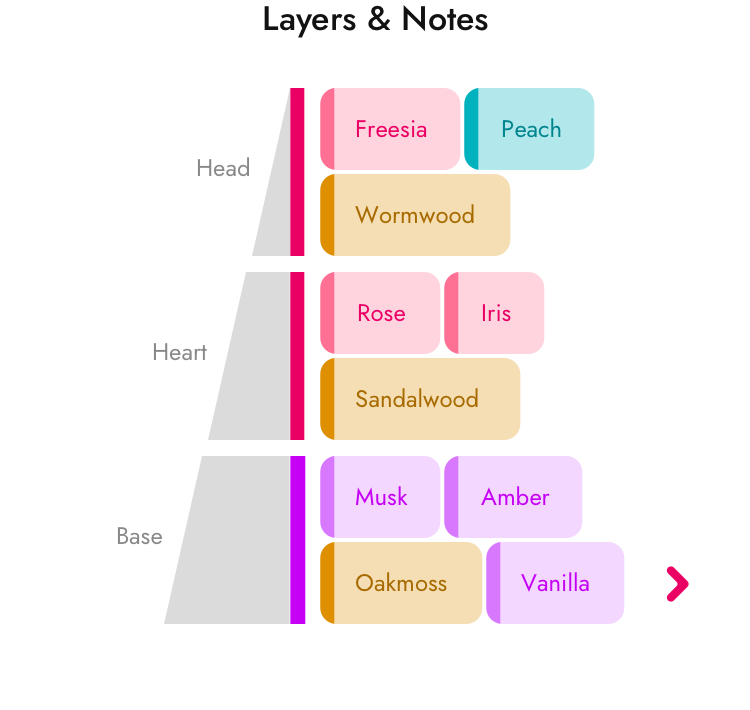 Layers & Notes
Head
Freesia
Peach
Wormwood
Heart
Rose
Iris
Sandalwood
Base
Musk
Amber
Oakmoss
Vanilla